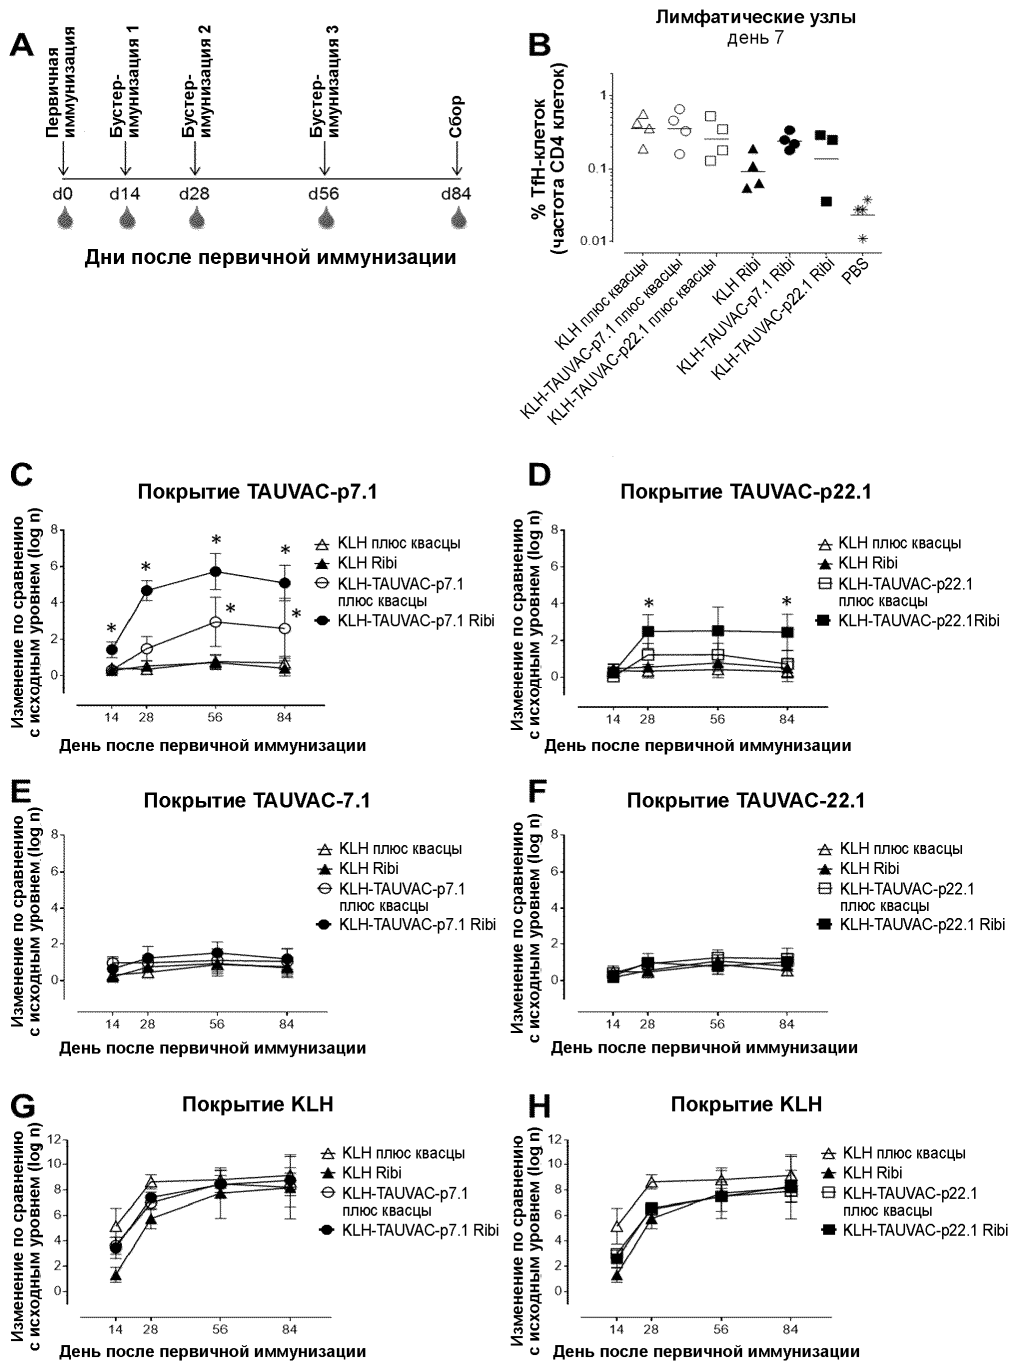 A
Первичная
иммунизация
Бустер-
имунизация 1
Бустер-
имунизация 2
Бустер-
имунизация 3
Сбор
d0
d14
d28
d56
d84
Дни после первичной иммунизации
B
Лимфатические узлы
день 7
% TfH-клеток
(частота CD4 клеток)
1
0.1
0.01
KLH плюс квасцы
KLH-TAUVAC-p7.1 плюс квасцы
KLH-TAUVAC-p22.1 плюс квасцы
KLH Ribi
KLH-TAUVAC-p7.1 Ribi
KLH-TAUVAC-p22.1 Ribi
PBS
C
Покрытие TAUVAC-p7.1
Изменение по сравнению
с исходным уровнем (log n)
8
6
4
2
0
* * * * * *
14 28 56 84
KLH плюс квасцы
KLH Ribi
KLH-TAUVAC-p7.1
плюс квасцы
KLH-TAUVAC-p7.1 Ribi
День после первичной иммунизации
D
Покрытие TAUVAC-p22.1
Изменение по сравнению
с исходным уровнем (log n)
8
6
4
2
0
* *
14 28 56 84
KLH плюс квасцы
KLH Ribi
KLH-TAUVAC-p22.1
плюс квасцы
KLH-TAUVAC-p22.1Ribi
День после первичной иммунизации
E
Покрытие TAUVAC-7.1
Изменение по сравнению
с исходным уровнем (log n)
8
6
4
2
0
14 28 56 84
KLH плюс квасцы
KLH Ribi
KLH-TAUVAC-p7.1
плюс квасцы
KLH-TAUVAC-p7.1 Ribi
День после первичной иммунизации
F
Покрытие TAUVAC-22.1
Изменение по сравнению
с исходным уровнем (log n)
8
6
4
2
0
14 28 56 84
KLH плюс квасцы
KLH Ribi
KLH-TAUVAC-p22.1
плюс квасцы
KLH-TAUVAC-p22.1 Ribi
День после первичной иммунизации
G
Покрытие KLH
Изменение по сравнению
с исходным уровнем (log n)
12
10
8
6
4
2
0
14 28 56 84
KLH плюс квасцы
KLH Ribi
KLH-TAUVAC-p7.1
плюс квасцы
KLH-TAUVAC-p7.1 Ribi
День после первичной иммунизации
H
Покрытие KLH
Изменение по сравнению
с исходным уровнем (log n)
12
10
8
6
4
2
0
14 28 56 84
KLH плюс квасцы
KLH Ribi
KLH-TAUVAC-p22.1
плюс квасцы
KLH-TAUVAC-p22.1 Ribi
День после первичной иммунизации